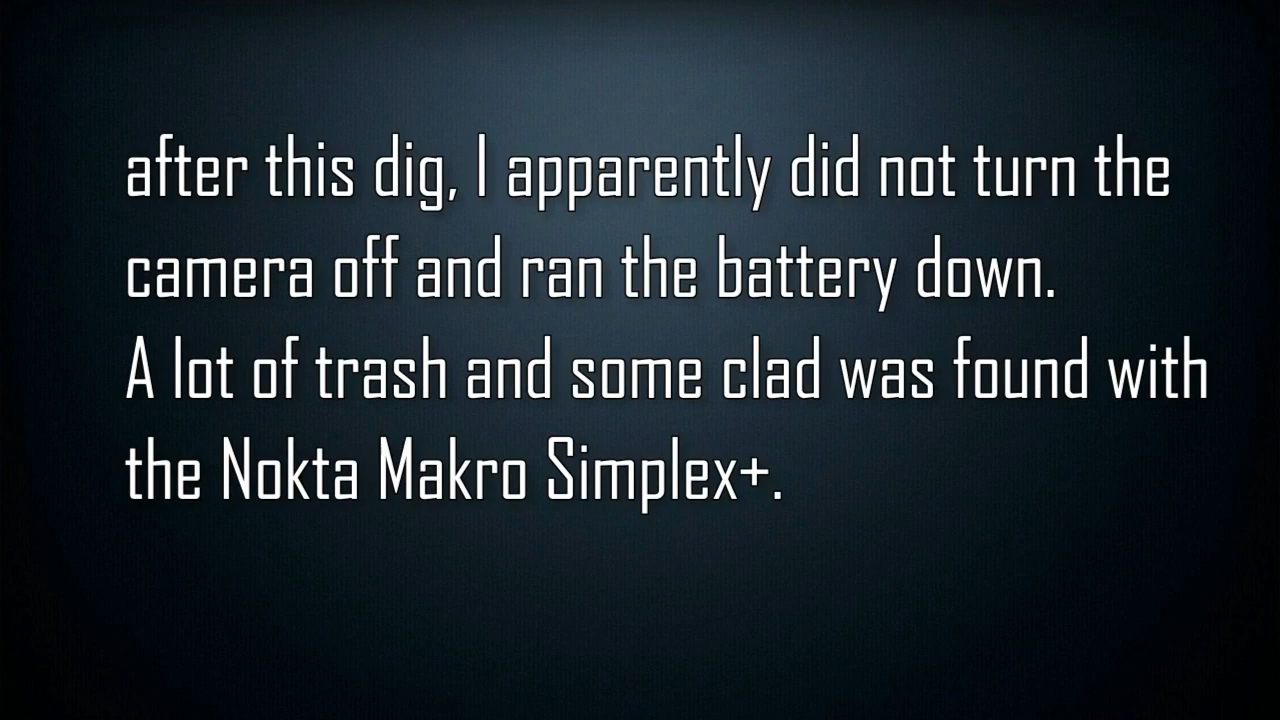 after this dig, I apparently did not turn the
camera off and ran the battery down.
A lot of trash and some clad was found with
the Nokta Makro Simplex+.